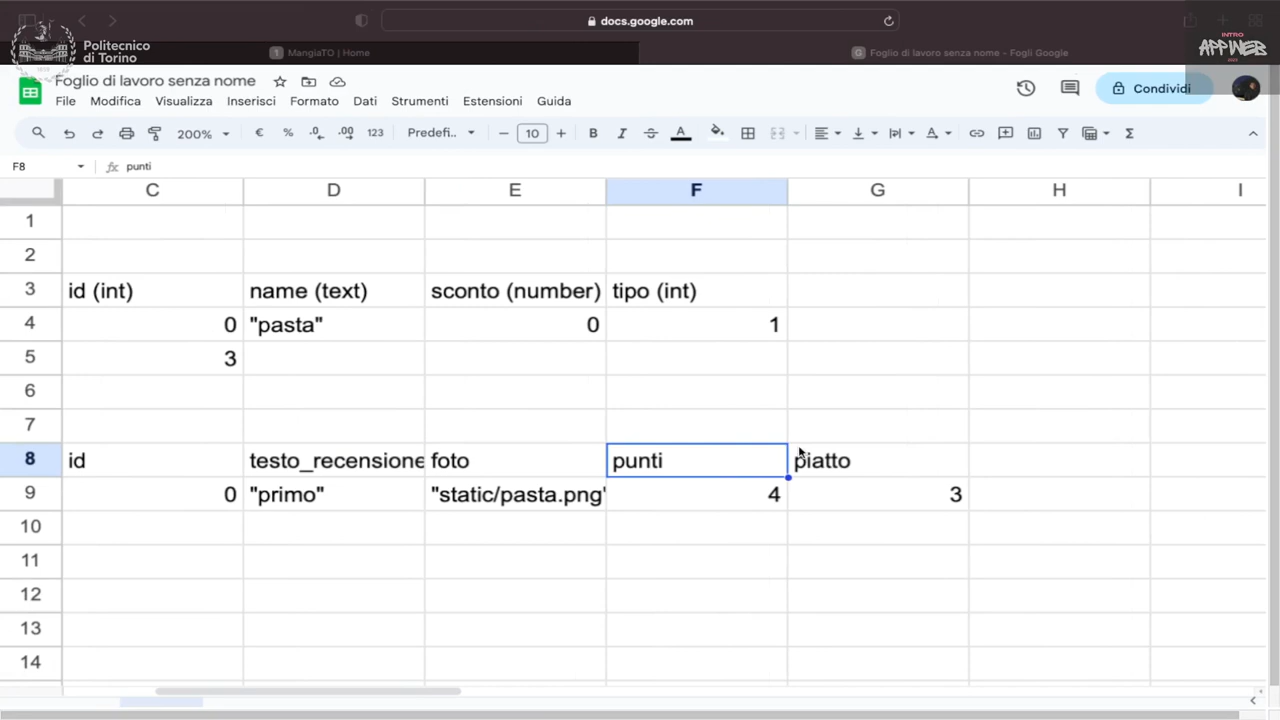 docs.google.com
Politecnico
di Torino
1 MangiaTO | Home
G Foglio di lavoro senza nome - Fogli Google
INTRO
APPWEB
Foglio di lavoro senza nome
File Modifica Visualizza Inserisci Formato Dati Strumenti Estensioni Guida
Condividi
200% € % .0 .00 123 Predefi... − 10 + B I S A Σ
F8 fx punti
C D E F G H I
1
2
3 id (int) name (text) sconto (number) tipo (int)
4 0 "pasta" 0 1
5 3
6
7
8 id testo_recensione foto punti piatto
9 0 "primo" "static/pasta.png" 4 3
10
11
12
13
14